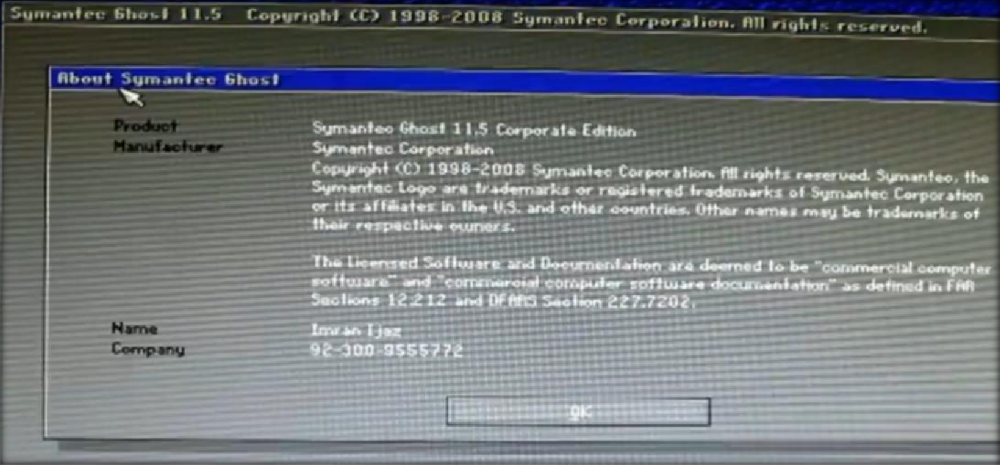 Symantec Ghost 11.5 Copyright (C) 1998-2008 Symantec Corporation. All rights reserved.
About Symantec Ghost
Product Symantec Ghost 11.5 Corporate Edition
Manufacturer Symantec Corporation
Copyright (C) 1998-2008 Symantec Corporation. All rights reserved. Symantec, the
Symantec Logo are trademarks or registered trademarks of Symantec Corporation
or its affiliates in the U.S. and other countries. Other names may be trademarks of
their respective owners.
The Licensed Software and Documentation are deemed to be "commercial computer
software" and "commercial computer software documentation" as defined in FAR
Sections 12.212 and DFARS Section 227.7202.
Name Imran Ijaz
Company 92-300-9555772
OK